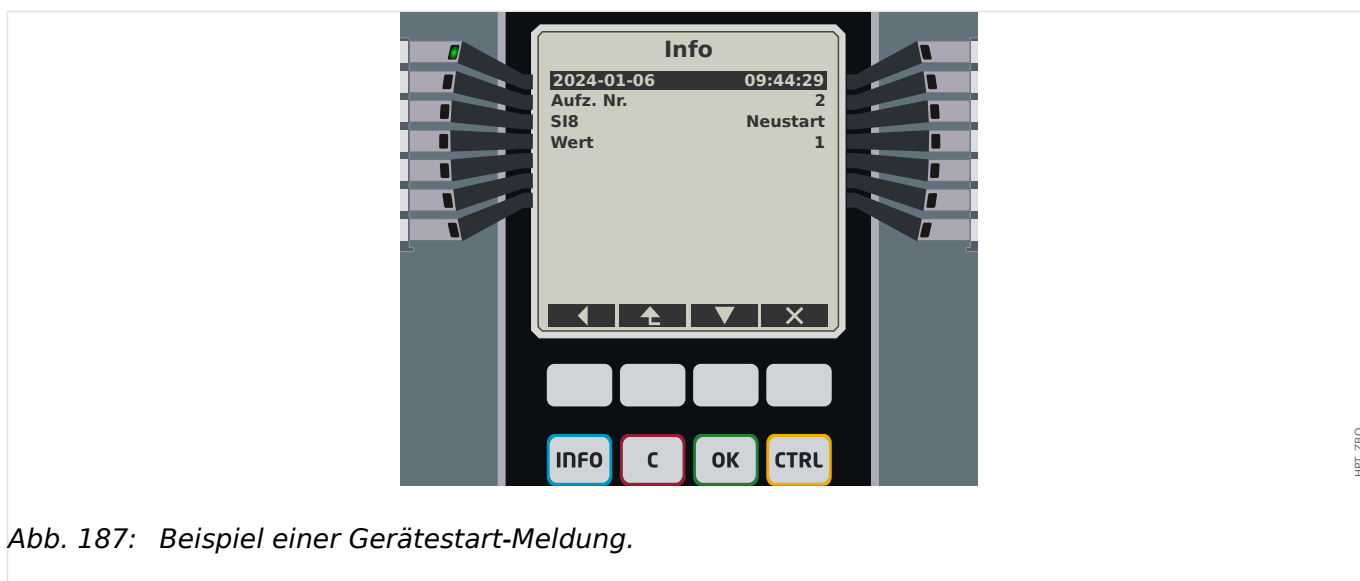 Info
2024-01-06 09:44:29
Aufz. Nr. 2
SI8 Neustart
Wert 1
INFO C OK CTRL
HPT_ZBO
Abb. 187: Beispiel einer Gerätestart-Meldung.